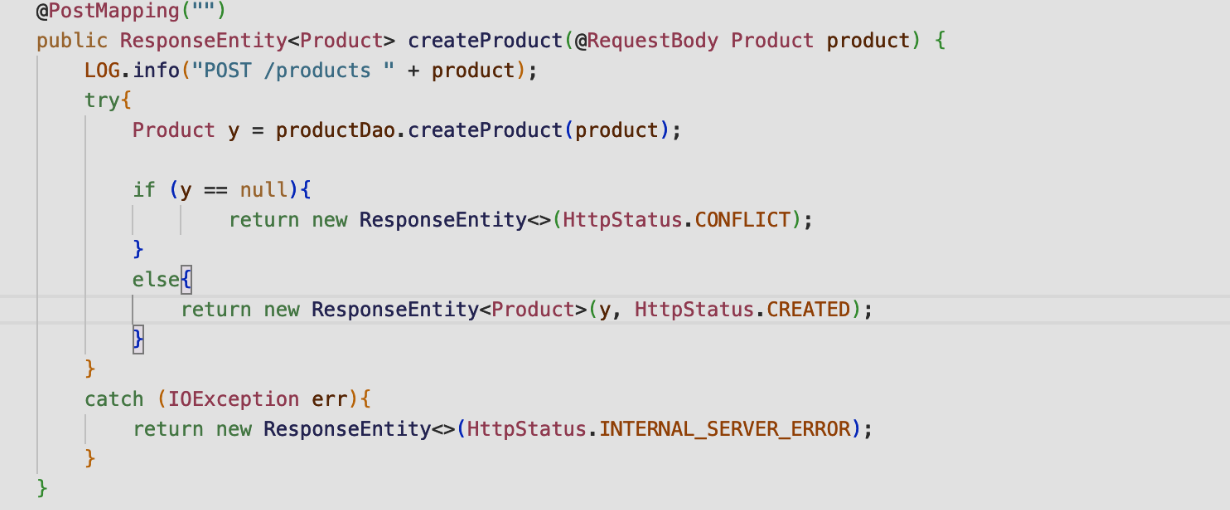 @PostMapping("")
public ResponseEntity<Product> createProduct(@RequestBody Product product) {
LOG.info("POST /products " + product);
try{
Product y = productDao.createProduct(product);
if (y == null){
return new ResponseEntity<>(HttpStatus.CONFLICT);
}
else{
return new ResponseEntity<Product>(y, HttpStatus.CREATED);
}
}
catch (IOException err){
return new ResponseEntity<>(HttpStatus.INTERNAL_SERVER_ERROR);
}
}